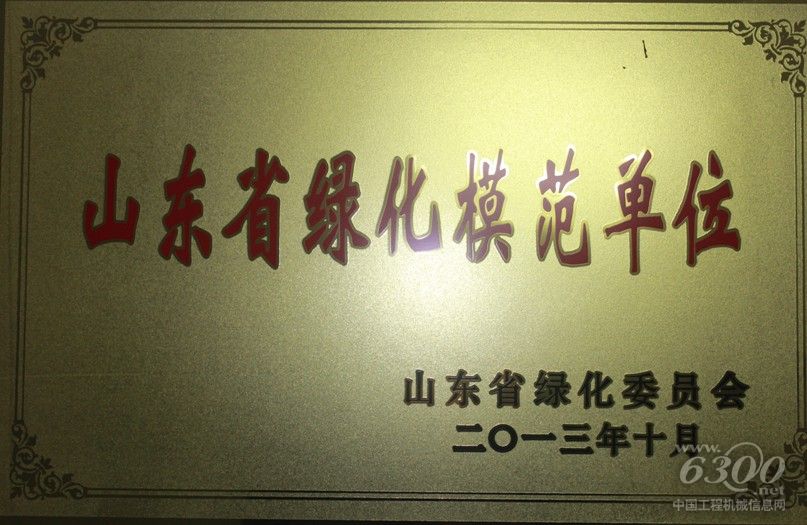 山东省绿化模范单位
山东省绿化委员会
二〇一三年十月
www.6300.net
中国工程机械信息网